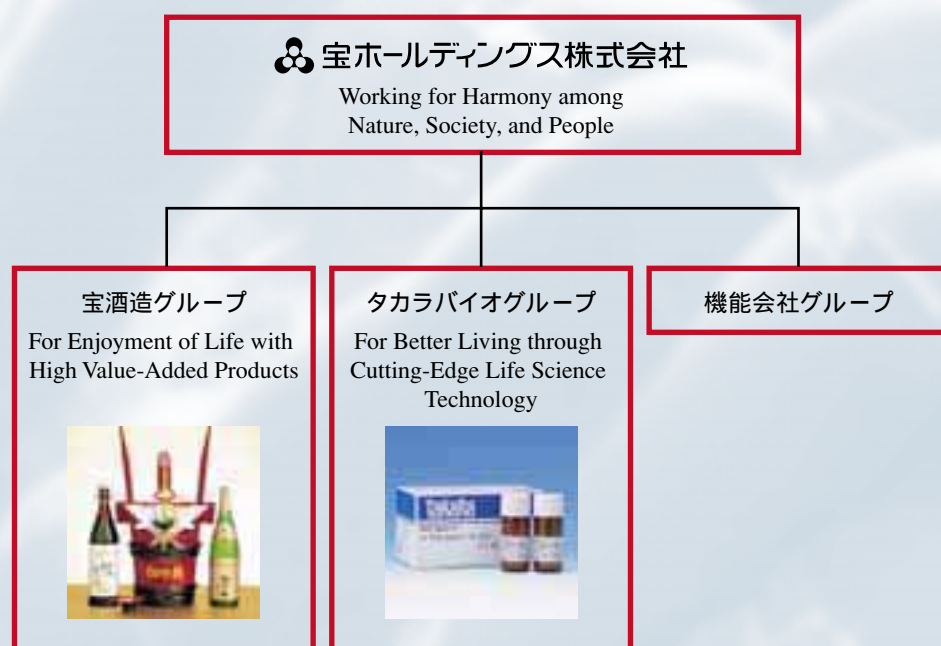 宝ホールディングス株式会社
Working for Harmony among
Nature, Society, and People
宝酒造グループ
For Enjoyment of Life with
High Value-Added Products
タカラバイオグループ
For Better Living through
Cutting-Edge Life Science
Technology
機能会社グループ